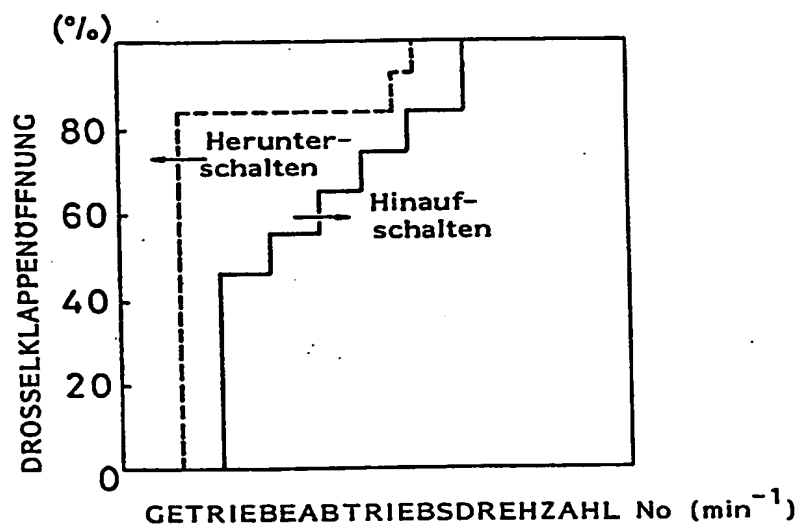 (%)
DROSSELKLAPPENÖFFNUNG
80
60
40
20
0
Herunter-
schalten
Hinauf-
schalten
GETRIEBEABTRIEBSDREHZAHL No (min⁻¹)